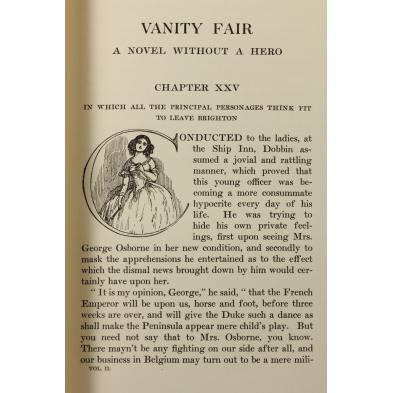 VANITY FAIR
A NOVEL WITHOUT A HERO
CHAPTER XXV
IN WHICH ALL THE PRINCIPAL PERSONAGES THINK FIT
TO LEAVE BRIGHTON
CONDUCTED to the ladies, at
the Ship Inn, Dobbin as-
sumed a jovial and rattling
manner, which proved that
this young officer was be-
coming a more consummate
hypocrite every day of his
life. He was trying to
hide his own private feel-
ings, first upon seeing Mrs.
George Osborne in her new condition, and secondly to
mask the apprehensions he entertained as to the effect
which the dismal news brought down by him would cer-
tainly have upon her.
" It is my opinion, George," he said, " that the French
Emperor will be upon us, horse and foot, before three
weeks are over, and will give the Duke such a dance as
shall make the Peninsula appear mere child's play. But
you need not say that to Mrs. Osborne, you know.
There mayn't be any fighting on our side after all, and
our business in Belgium may turn out to be a mere mili-
VOL. II.